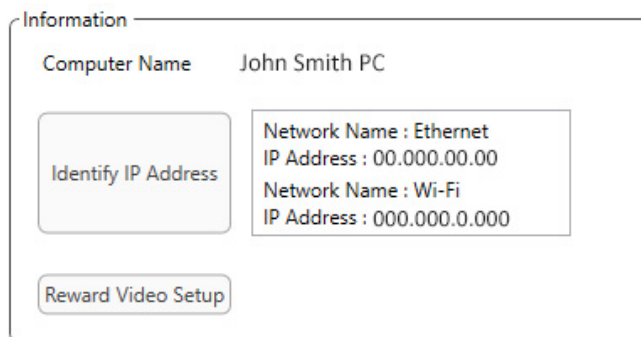 Information
Computer Name John Smith PC
Identify IP Address
Network Name : Ethernet
IP Address : 00.000.00.00
Network Name : Wi-Fi
IP Address : 000.000.0.000
Reward Video Setup